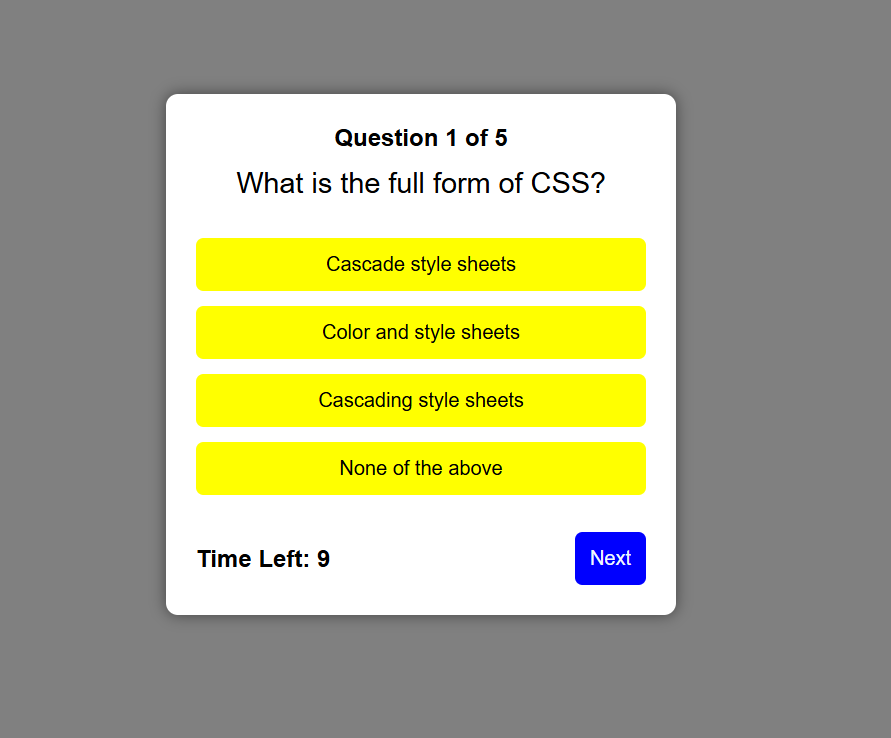 Question 1 of 5
What is the full form of CSS?
Cascade style sheets
Color and style sheets
Cascading style sheets
None of the above
Time Left: 9
Next